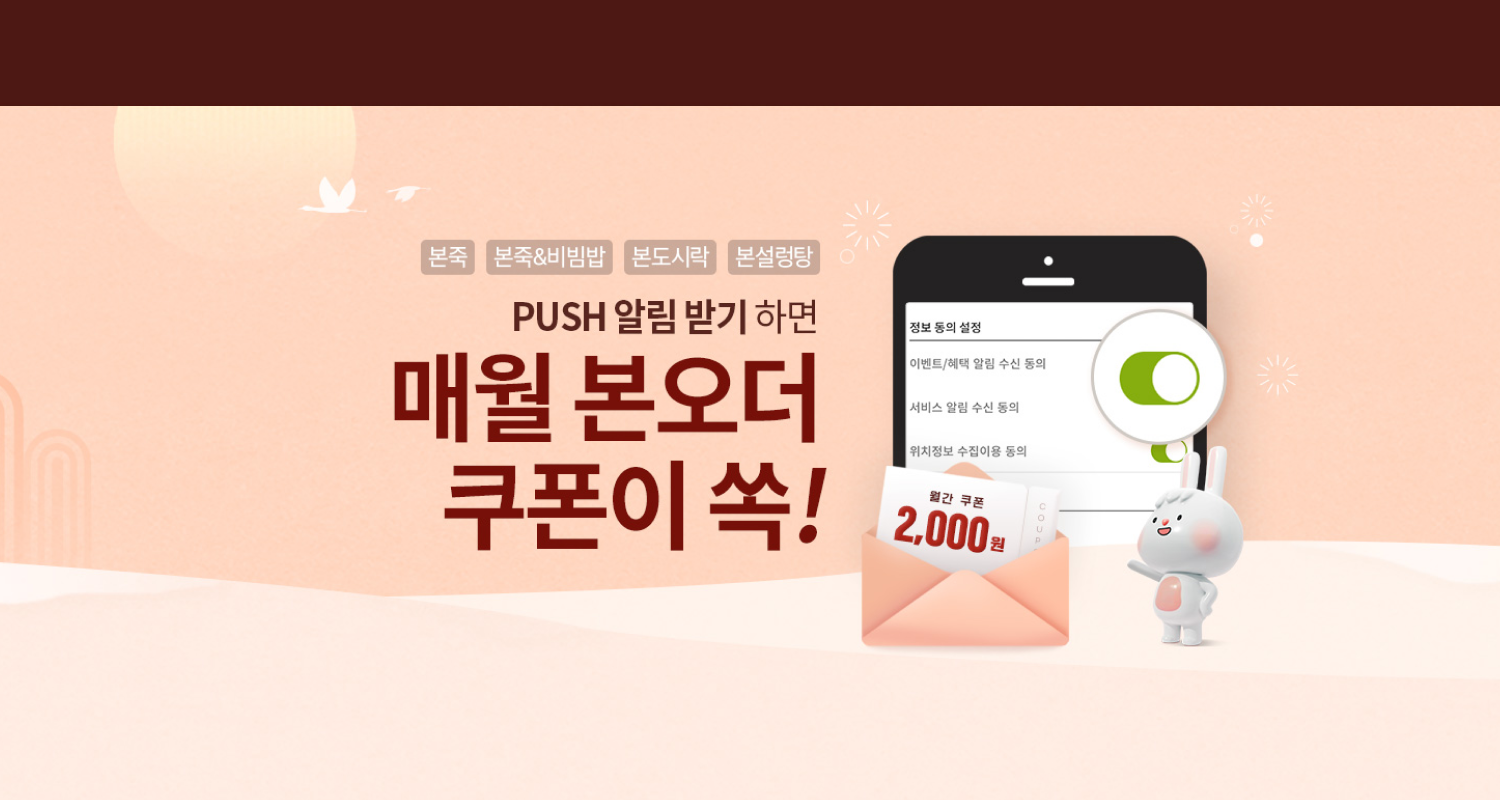 본죽 본죽&비빔밥 본도시락 본설렁탕
PUSH 알림 받기 하면
매월 본오더
쿠폰이 쏙!
정보 동의 설정
이벤트/혜택 알림 수신 동의
서비스 알림 수신 동의
위치정보 수집이용 동의
월간 쿠폰
2,000원